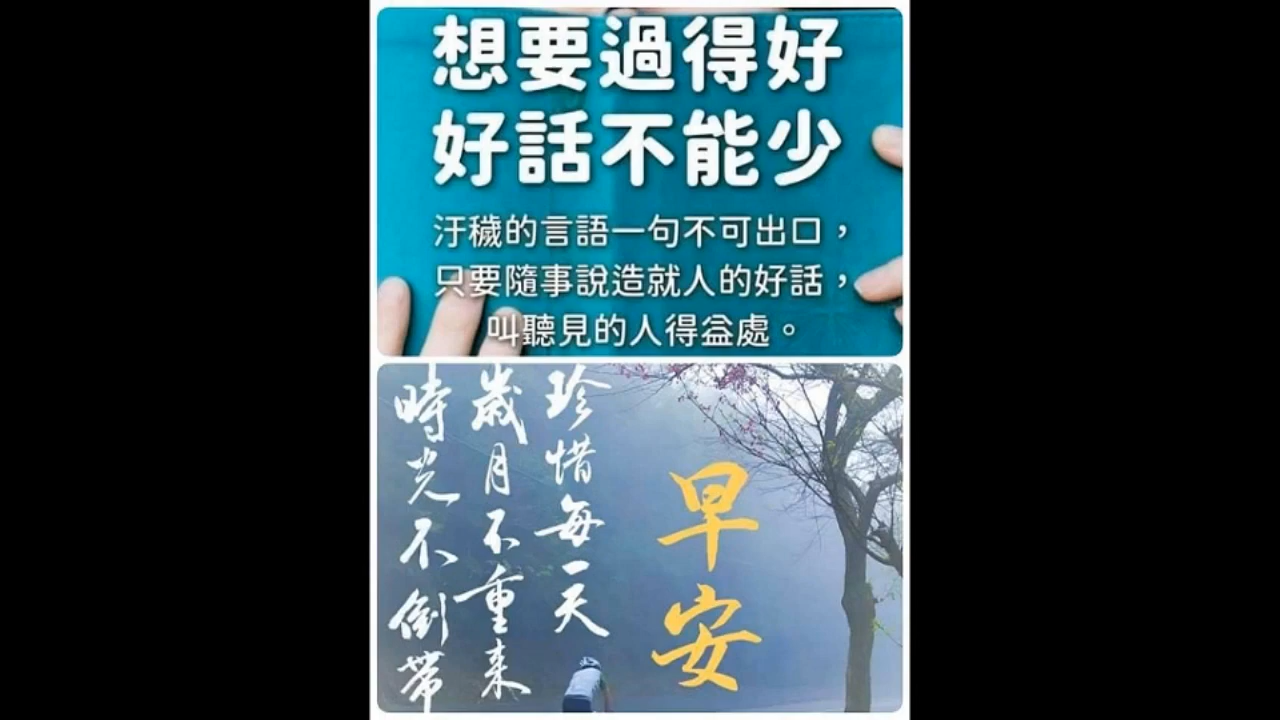 想要過得好
好話不能少
汙穢的言語一句不可出口，
只要隨事說造就人的好話，
叫聽見的人得益處。
珍惜每一天
歲月不重来
時光不倒帶
早安